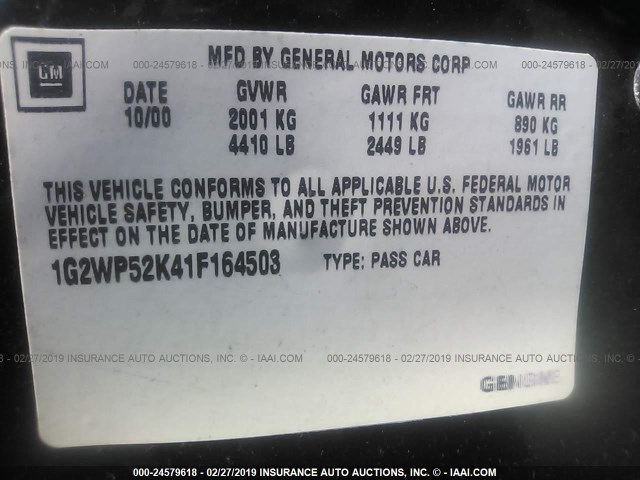 MFD BY GENERAL MOTORS CORP
GM
DATE GVWR GAWR FRT GAWR RR
10/00 2001 KG 1111 KG 890 KG
4410 LB 2449 LB 1961 LB
THIS VEHICLE CONFORMS TO ALL APPLICABLE U.S. FEDERAL MOTOR
VEHICLE SAFETY, BUMPER, AND THEFT PREVENTION STANDARDS IN
EFFECT ON THE DATE OF MANUFACTURE SHOWN ABOVE.
1G2WP52K41F164503 TYPE: PASS CAR
000-24579618 - 02/27/2019 INSURANCE AUTO AUCTIONS, INC. © - IAAI.COM